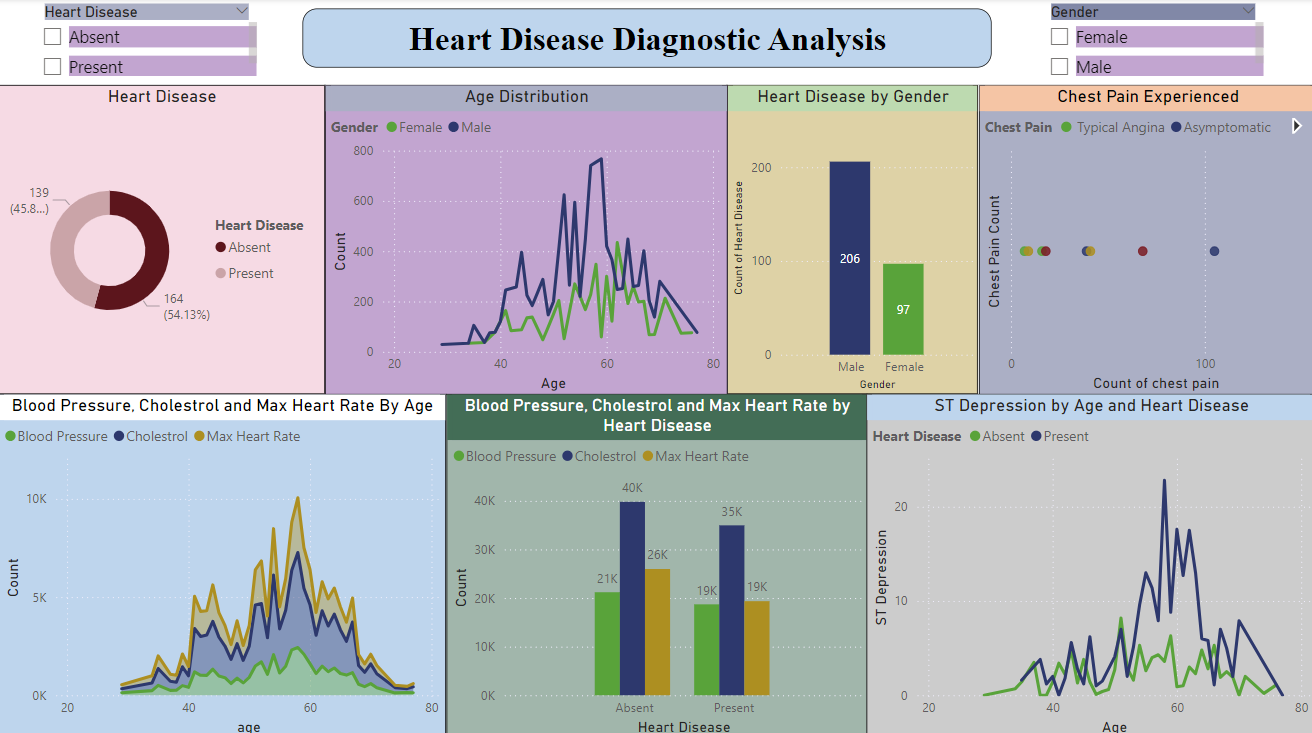 Heart Disease
Absent
Present
Heart Disease Diagnostic Analysis
Gender
Female
Male
Heart Disease
139
(45.8...)
Heart Disease
Absent
Present
164
(54.13%)
Age Distribution
Gender Female Male
800
600
400
200
0
Count
20 40 60 80
Age
Heart Disease by Gender
Count of Heart Disease
200
100
0
206
97
Male Female
Gender
Chest Pain Experienced
Chest Pain Typical Angina Asymptomatic
Chest Pain Count
0 100
Count of chest pain
Blood Pressure, Cholestrol and Max Heart Rate By Age
Blood Pressure Cholestrol Max Heart Rate
10K
5K
0K
Count
20 40 60 80
age
Blood Pressure, Cholestrol and Max Heart Rate by
Heart Disease
Blood Pressure Cholestrol Max Heart Rate
40K
30K
20K
10K
0K
Count
21K 40K 26K
19K 35K 19K
Absent Present
Heart Disease
ST Depression by Age and Heart Disease
Heart Disease Absent Present
20
10
0
ST Depression
20 40 60 80
Age